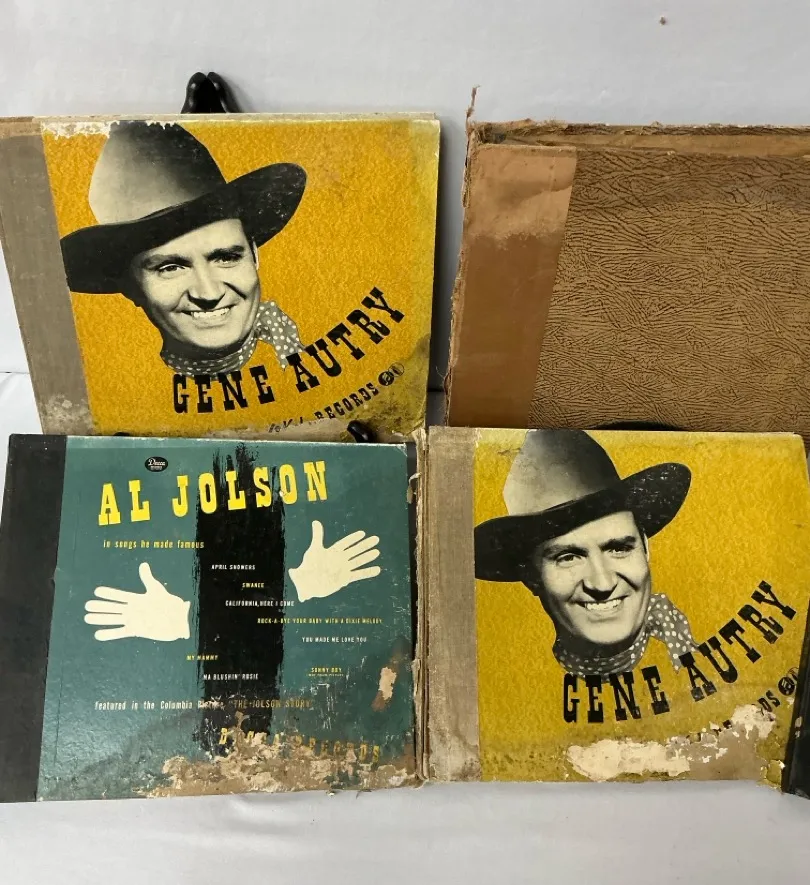 GENE AUTRY
RECORDS
Decca
AL JOLSON
in songs he made famous
APRIL SHOWERS
SWANEE
CALIFORNIA, HERE I COME
ROCK-A-BYE YOUR BABY WITH A DIXIE MELODY
YOU MADE ME LOVE YOU
MY MAMMY
SONNY BOY
MA BLUSHIN' ROSIE
Featured in the Columbia Picture "THE JOLSON STORY"
RECORDS
GENE AUTRY